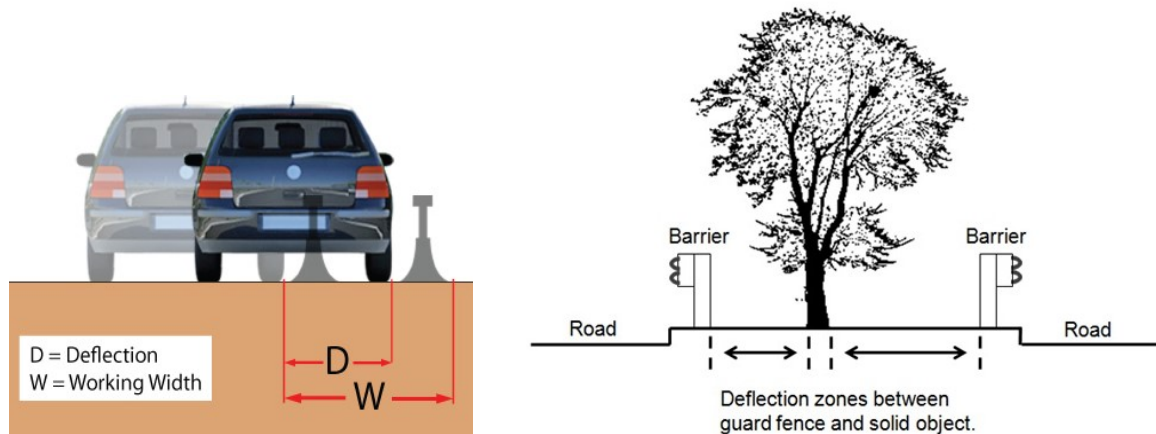 D = Deflection
W = Working Width
D
W
Barrier
Barrier
Road
Road
Deflection zones between
guard fence and solid object.